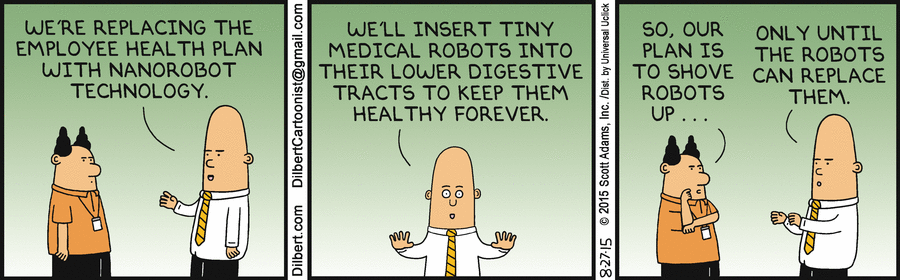 WE'RE REPLACING THE
EMPLOYEE HEALTH PLAN
WITH NANOROBOT
TECHNOLOGY.
Dilbert.com DilbertCartoonist@gmail.com
WE'LL INSERT TINY
MEDICAL ROBOTS INTO
THEIR LOWER DIGESTIVE
TRACTS TO KEEP THEM
HEALTHY FOREVER.
8-27-15 © 2015 Scott Adams, Inc. /Dist. by Universal Uclick
SO, OUR
PLAN IS
TO SHOVE
ROBOTS
UP . . .
ONLY UNTIL
THE ROBOTS
CAN REPLACE
THEM.